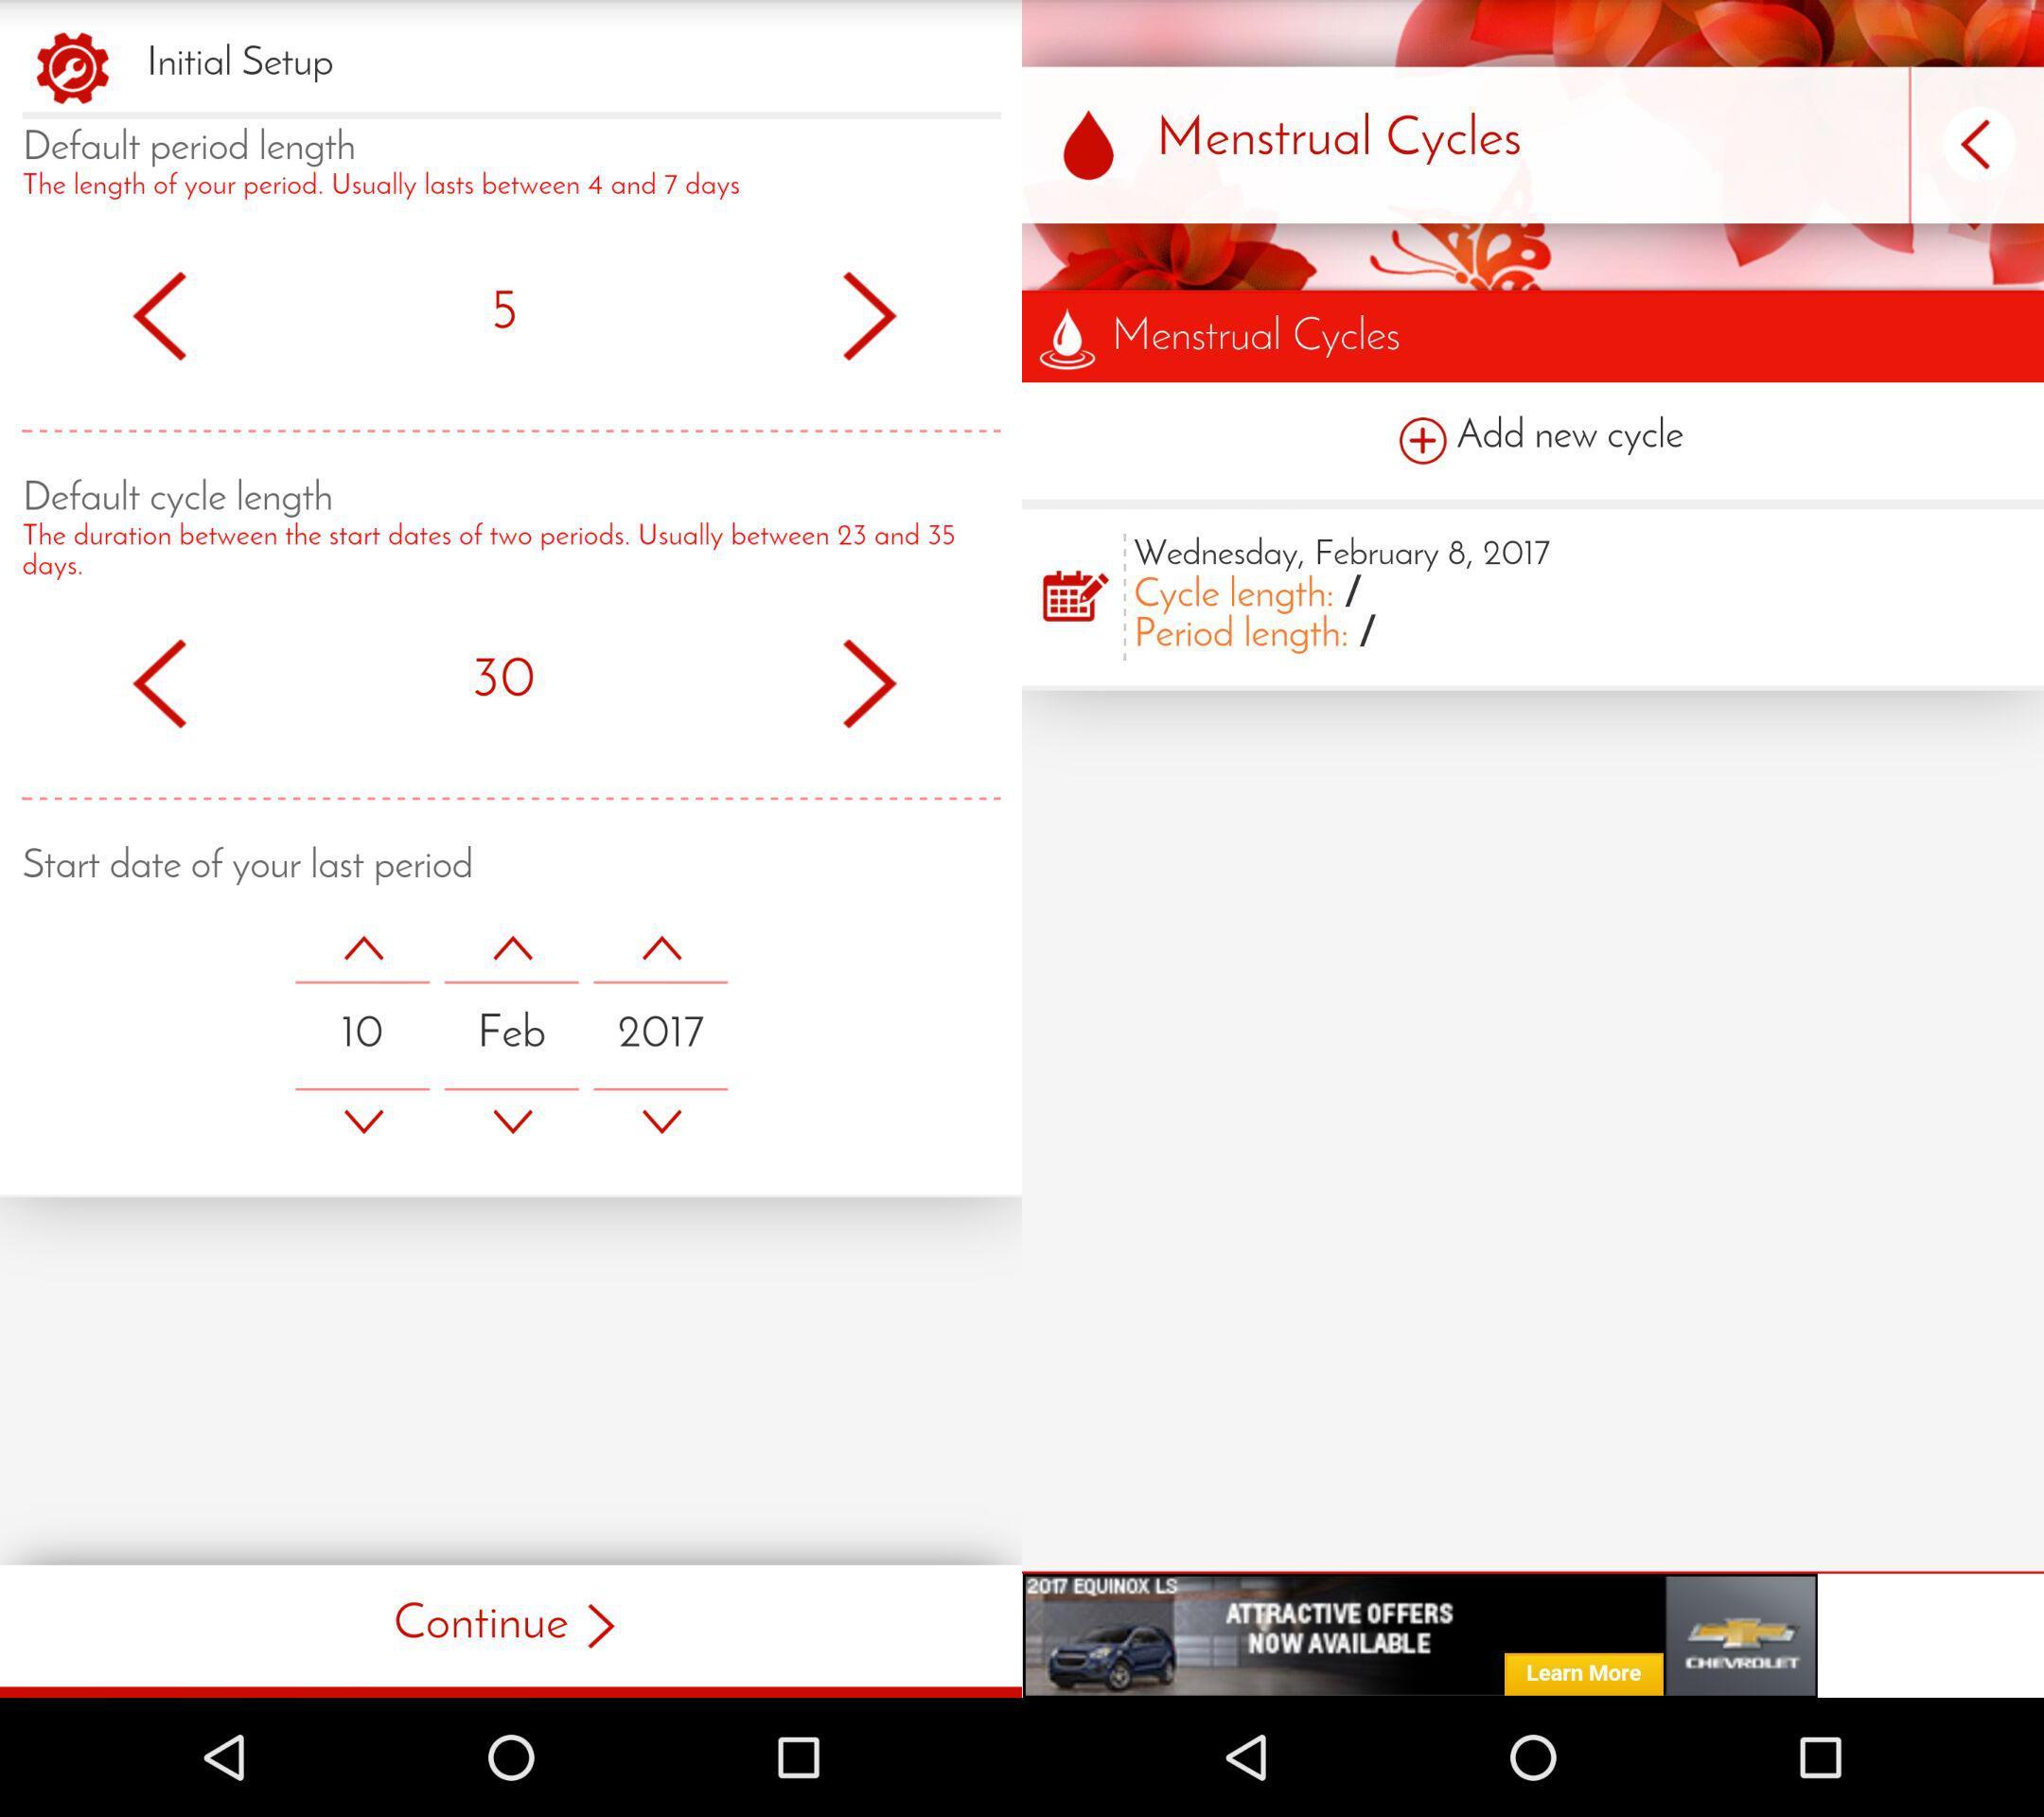 Initial Setup
Default period length
The length of your period. Usually lasts between 4 and 7 days
5
Default cycle length
The duration between the start dates of two periods. Usually between 23 and 35
days.
30
Start date of your last period
10 Feb 2017
Continue
Menstrual Cycles
Menstrual Cycles
Add new cycle
Wednesday, February 8, 2017
Cycle length: /
Period length: /
2017 EQUINOX LS
ATTRACTIVE OFFERS
NOW AVAILABLE
Learn More
CHEVROLET